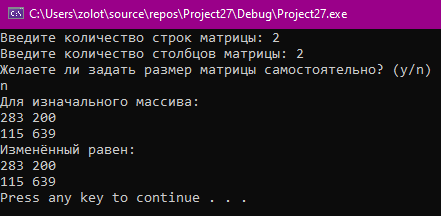 C:\Users\zolot\source\repos\Project27\Debug\Project27.exe
Введите количество строк матрицы: 2
Введите количество столбцов матрицы: 2
Желаете ли задать размер матрицы самостоятельно? (y/n)
n
Для изначального массива:
283 200
115 639
Изменённый равен:
283 200
115 639
Press any key to continue . . .